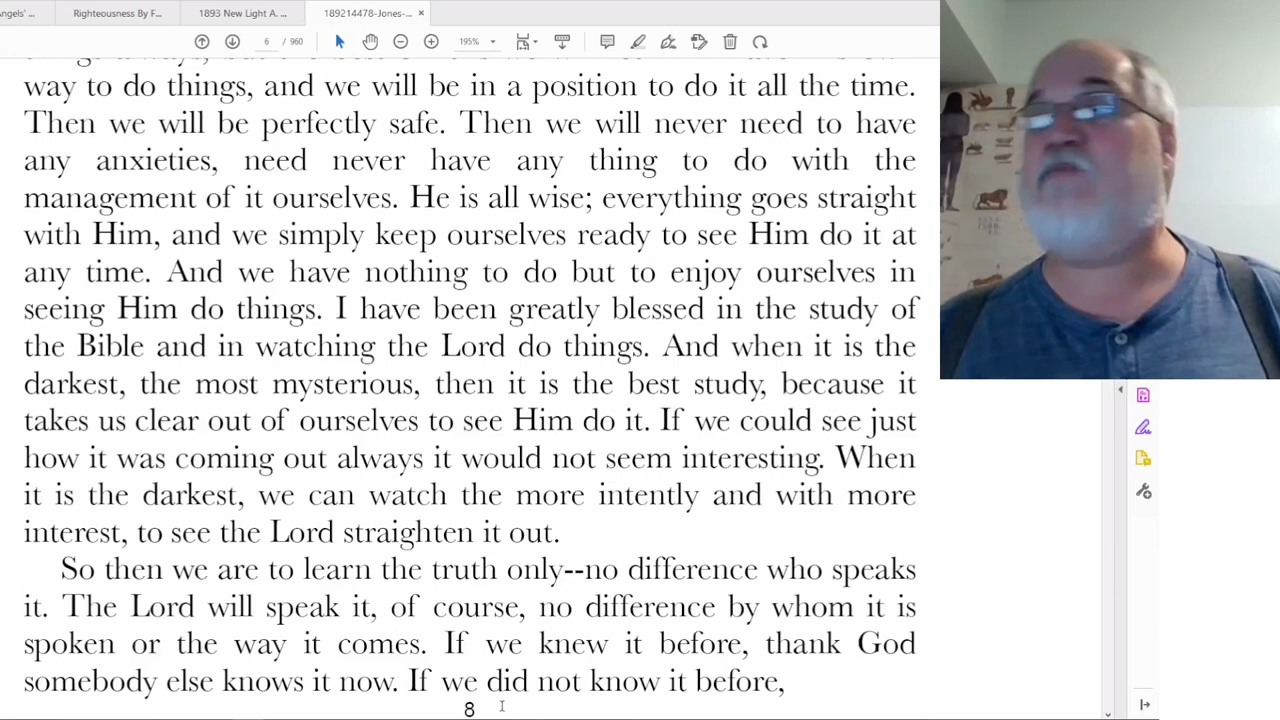 Angels' ...
Righteousness By F...
1893 New Light A. ...
189214478-Jones-... ×
6 / 960
195%
way to do things, and we will be in a position to do it all the time.
Then we will be perfectly safe. Then we will never need to have
any anxieties, need never have any thing to do with the
management of it ourselves. He is all wise; everything goes straight
with Him, and we simply keep ourselves ready to see Him do it at
any time. And we have nothing to do but to enjoy ourselves in
seeing Him do things. I have been greatly blessed in the study of
the Bible and in watching the Lord do things. And when it is the
darkest, the most mysterious, then it is the best study, because it
takes us clear out of ourselves to see Him do it. If we could see just
how it was coming out always it would not seem interesting. When
it is the darkest, we can watch the more intently and with more
interest, to see the Lord straighten it out.
So then we are to learn the truth only--no difference who speaks
it. The Lord will speak it, of course, no difference by whom it is
spoken or the way it comes. If we knew it before, thank God
somebody else knows it now. If we did not know it before,
8